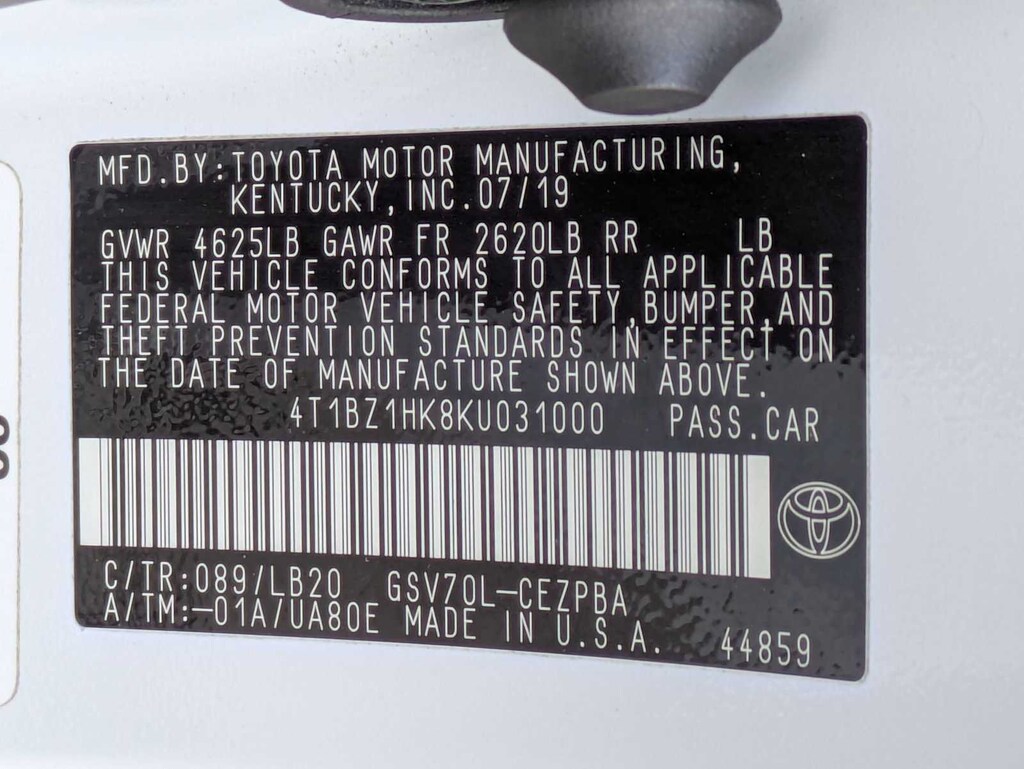 MFD.BY:TOYOTA MOTOR MANUFACTURING,
KENTUCKY,INC.07/19
GVWR 4625LB GAWR FR 2620LB RR LB
THIS VEHICLE CONFORMS TO ALL APPLICABLE
FEDERAL MOTOR VEHICLE SAFETY,BUMPER,AND
THEFT PREVENTION STANDARDS IN EFFECT ON
THE DATE OF MANUFACTURE SHOWN ABOVE.
4T1BZ1HK8KU031000 PASS.CAR
C/TR:089/LB20 GSV70L-CEZPBA
A/TM:-01A/UA80E MADE IN U.S.A. 44859